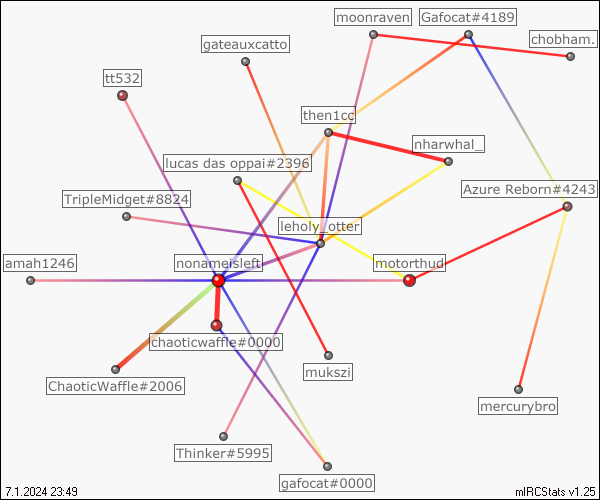 moonraven
Gafocat#4189
chobham.
gateauxcatto
tt532
then1cc
nharwhal_
lucas das oppai#2396
Azure Reborn#4243
TripleMidget#8824
leholy_otter
amah1246
nonameisleft
motorthud
chaoticwaffle#0000
mukszi
ChaoticWaffle#2006
mercurybro
Thinker#5995
gafocat#0000
7.1.2024 23:49
mIRCStats v1.25